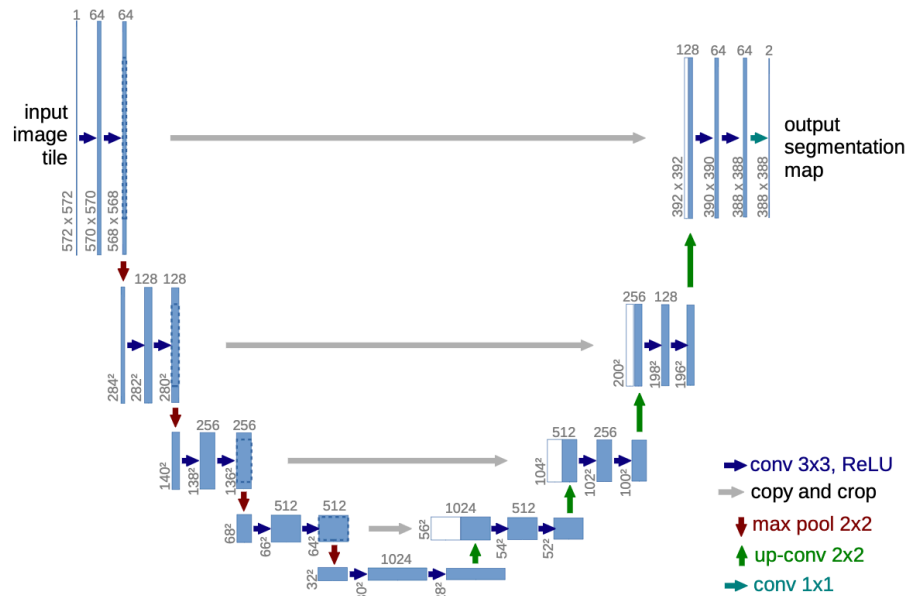 1 64 64
128 64 64 2
input
image
tile
output
segmentation
map
572 x 572
570 x 570
568 x 568
392 x 392
390 x 390
388 x 388
388 x 388
128 128
256 128
284²
282²
280²
200²
198²
196²
256 256
512 256
140²
138²
136²
104²
102²
100²
512 512
1024 512
68²
66²
64²
56²
54²
52²
1024
32²
conv 3x3, ReLU
copy and crop
max pool 2x2
up-conv 2x2
conv 1x1